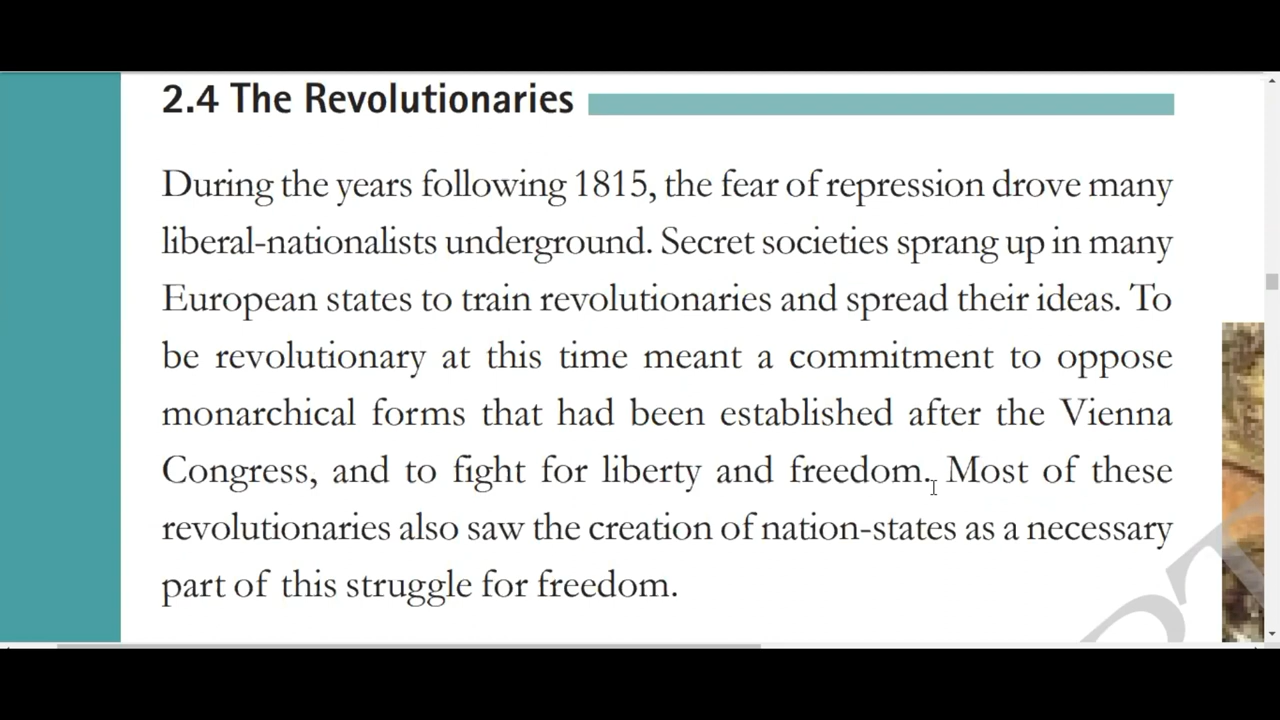 2.4 The Revolutionaries
During the years following 1815, the fear of repression drove many
liberal-nationalists underground. Secret societies sprang up in many
European states to train revolutionaries and spread their ideas. To
be revolutionary at this time meant a commitment to oppose
monarchical forms that had been established after the Vienna
Congress, and to fight for liberty and freedom. Most of these
revolutionaries also saw the creation of nation-states as a necessary
part of this struggle for freedom.